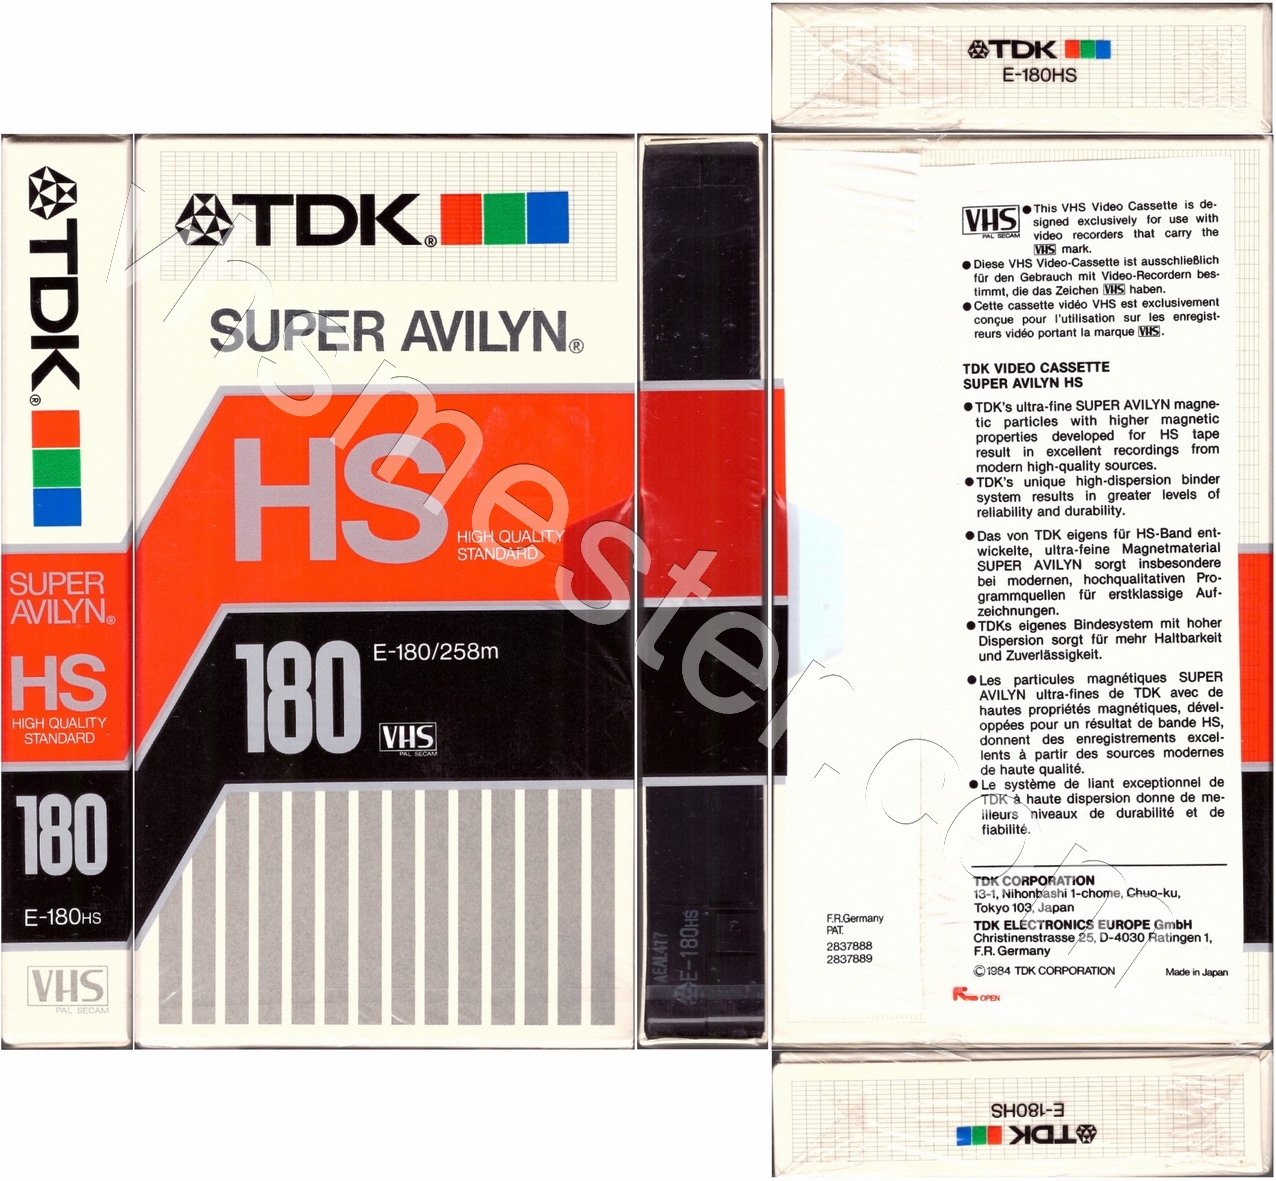 TDK
E-180HS
TDK®
SUPER
AVILYN®
HS
HIGH QUALITY
STANDARD
180
E-180HS
VHS
PAL SECAM
TDK®
SUPER AVILYN®
HS
HIGH QUALITY
STANDARD
180
E-180/258m
VHS
PAL SECAM
AEAL417
E-180HS
VHS
PAL SECAM
● This VHS Video Cassette is de-
signed exclusively for use with
video recorders that carry the
VHS mark.
● Diese VHS Video-Cassette ist ausschließlich
für den Gebrauch mit Video-Recordern bes-
timmt, die das Zeichen VHS haben.
● Cette cassette vidéo VHS est exclusivement
conçue pour l'utilisation sur les enregist-
reurs vidéo portant la marque VHS.
TDK VIDEO CASSETTE
SUPER AVILYN HS
● TDK's ultra-fine SUPER AVILYN magne-
tic particles with higher magnetic
properties developed for HS tape
result in excellent recordings from
modern high-quality sources.
● TDK's unique high-dispersion binder
system results in greater levels of
reliability and durability.
● Das von TDK eigens für HS-Band ent-
wickelte, ultra-feine Magnetmaterial
SUPER AVILYN sorgt insbesondere
bei modernen, hochqualitativen Pro-
grammquellen für erstklassige Auf-
zeichnungen.
● TDKs eigenes Bindesystem mit hoher
Dispersion sorgt für mehr Haltbarkeit
und Zuverlässigkeit.
● Les particules magnétiques SUPER
AVILYN ultra-fines de TDK avec de
hautes propriétés magnétiques, dével-
oppées pour un résultat de bande HS,
donnent des enregistrements excel-
lents à partir des sources modernes
de haute qualité.
● Le système de liant exceptionnel de
TDK à haute dispersion donne de me-
illeurs niveaux de durabilité et de
fiabilité.
F.R.Germany
PAT.
2837888
2837889
TDK CORPORATION
13-1, Nihonbashi 1-chome, Chuo-ku,
Tokyo 103, Japan
TDK ELECTRONICS EUROPE GmbH
Christinenstrasse 25, D-4030 Ratingen 1,
F.R. Germany
©1984 TDK CORPORATION Made in Japan
OPEN
E-180HS
TDK
vhsmester.com